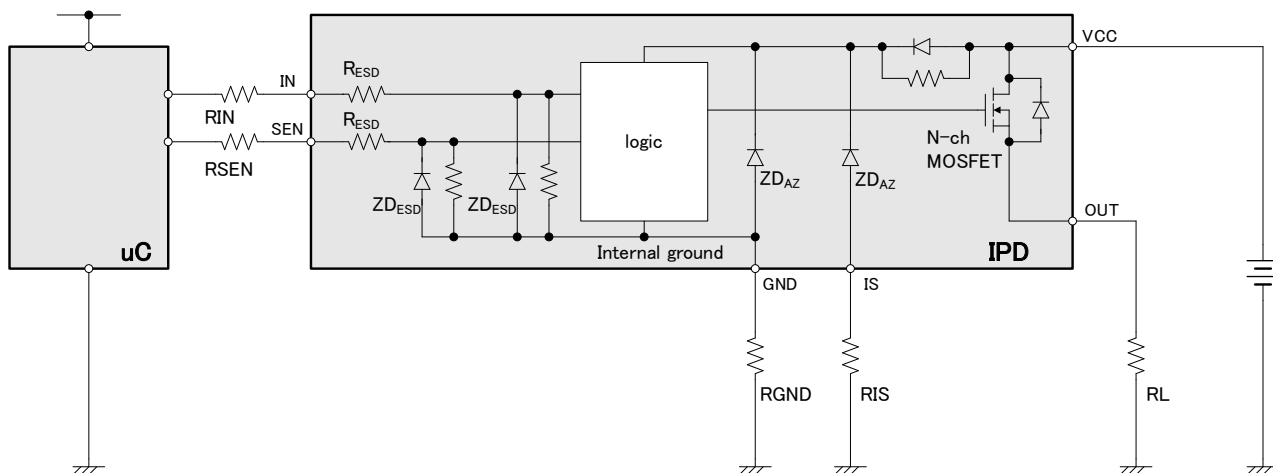 VCC
IN
RESD
RIN
SEN
RESD
RSEN
logic
N-ch
MOSFET
ZDESD
ZDESD
ZDAZ
ZDAZ
OUT
uC
Internal ground
IPD
GND
IS
RGND
RIS
RL